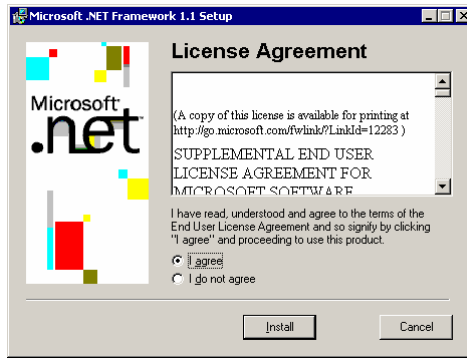 Microsoft .NET Framework 1.1 Setup
License Agreement
Microsoft
.net
(A copy of this license is available for printing at
http://go.microsoft.com/fwlink/?LinkId=12283 )
SUPPLEMENTAL END USER
LICENSE AGREEMENT FOR
MICROSOFT SOFTWARE
I have read, understood and agree to the terms of the
End User License Agreement and so signify by clicking
"I agree" and proceeding to use this product.
I agree
I do not agree
Install
Cancel